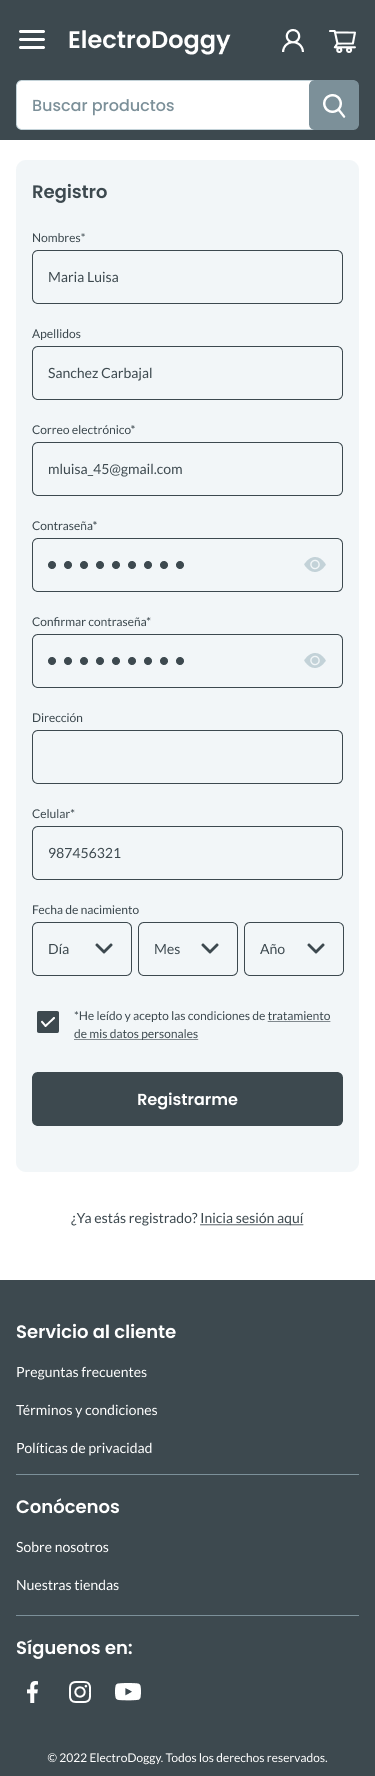 ElectroDoggy
Buscar productos
Registro
Nombres*
Maria Luisa
Apellidos
Sanchez Carbajal
Correo electrónico*
mluisa_45@gmail.com
Contraseña*
Confirmar contraseña*
Dirección
Celular*
987456321
Fecha de nacimiento
Día Mes Año
*He leído y acepto las condiciones de tratamiento
de mis datos personales
Registrarme
¿Ya estás registrado? Inicia sesión aquí
Servicio al cliente
Preguntas frecuentes
Términos y condiciones
Políticas de privacidad
Conócenos
Sobre nosotros
Nuestras tiendas
Síguenos en:
© 2022 ElectroDoggy. Todos los derechos reservados.